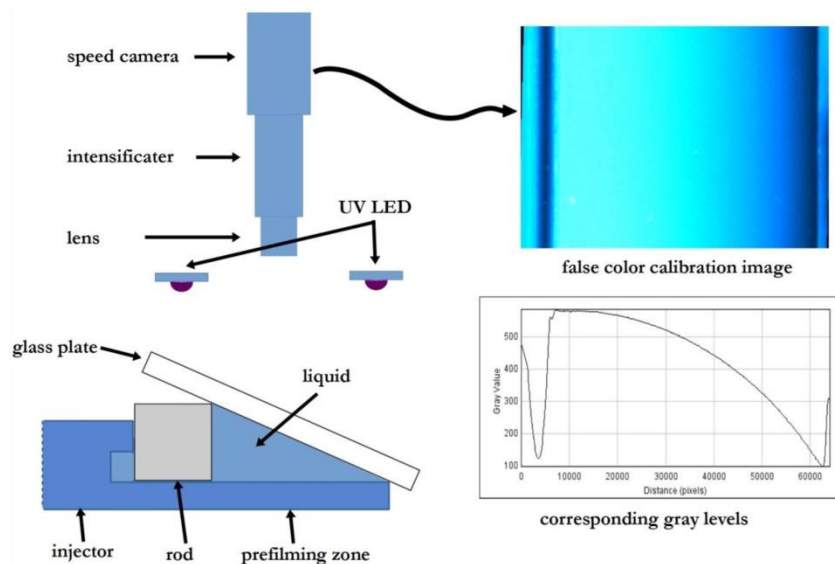 speed camera
intensificater
UV LED
lens
false color calibration image
glass plate
liquid
injector
rod
prefilming zone
500
400
300
200
100
Gray Value
0
10000
20000
30000
40000
50000
60000
Distance (pixels)
corresponding gray levels